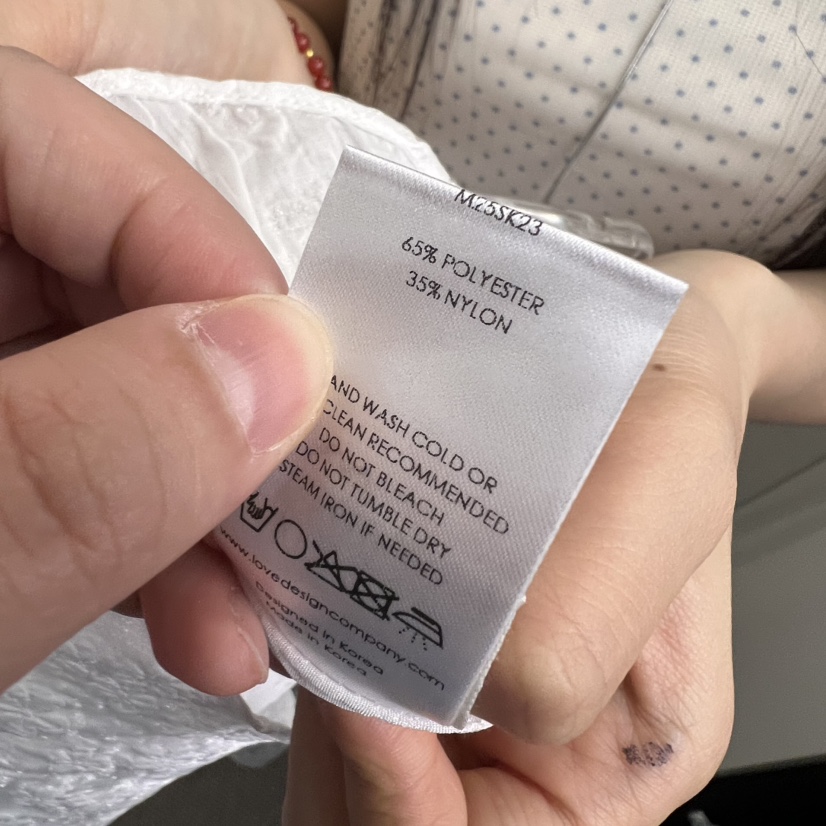 M25SK23
65% POLYESTER
35% NYLON
AND WASH COLD OR
CLEAN RECOMMENDED
DO NOT BLEACH
DO NOT TUMBLE DRY
STEAM IRON IF NEEDED
www.lovedesigncompany.com
Designed in Korea
Made in Korea